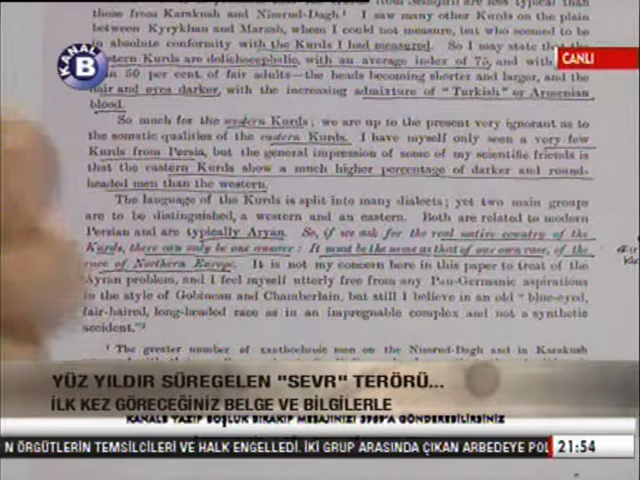 those from Karakush and Nimrud-Dagh.¹ I saw many other Kurds on the plain
between Kyrykhan and Marash, whom I could not measure, but who seemed to be
in absolute conformity with the Kurds I had measured. So I may state that
stern Kurds are dolichocephalic, with an average index of 75, and with
an 50 per cent of fair adults—the heads becoming shorter and larger, and the
hair and eyes darker, with the increasing admixture of "Turkish" or Armenian
blood.
So much for the western Kurds; we are up to the present very ignorant as to
the somatic qualities of the eastern Kurds. I have myself only seen a very few
Kurds from Persia, but the general impression of some of my scientific friends is
that the eastern Kurds show a much higher percentage of darker and round-
headed men than the western.
The language of the Kurds is split into many dialects; yet two main groups
are to be distinguished, a western and an eastern. Both are related to modern
Persian and are typically Aryan. So, if we ask for the real native country of the
Kurds, there can only be one answer: It must be the same as that of our own race, of the
race of Northern Europe. It is not my concern here in this paper to treat of the
Aryan problem, and I feel myself utterly free from any Pan-Germanic aspirations
in the style of Gobineau and Chamberlain, but still I believe in an old "blue-eyed,
fair-haired, long-headed race as in an impregnable complex and not a synthetic
accident."²
¹ The greater number of xanthochroic men on the Nimrud-Dagh and in Karakush
KANAL
B
CANLI
YÜZ YILDIR SÜREGELEN "SEVR" TERÖRÜ...
İLK KEZ GÖRECEĞİNİZ BELGE VE BİLGİLERLE
KANALB YAZIP BOŞLUK BIRAKIP MESAJINIZI 3969'A GÖNDEREBİLİRSİNİZ
N ÖRGÜTLERİN TEMSİLCİLERİ VE HALK ENGELLEDİ. İKİ GRUP ARASINDA ÇIKAN ARBEDEYE POL
21:54